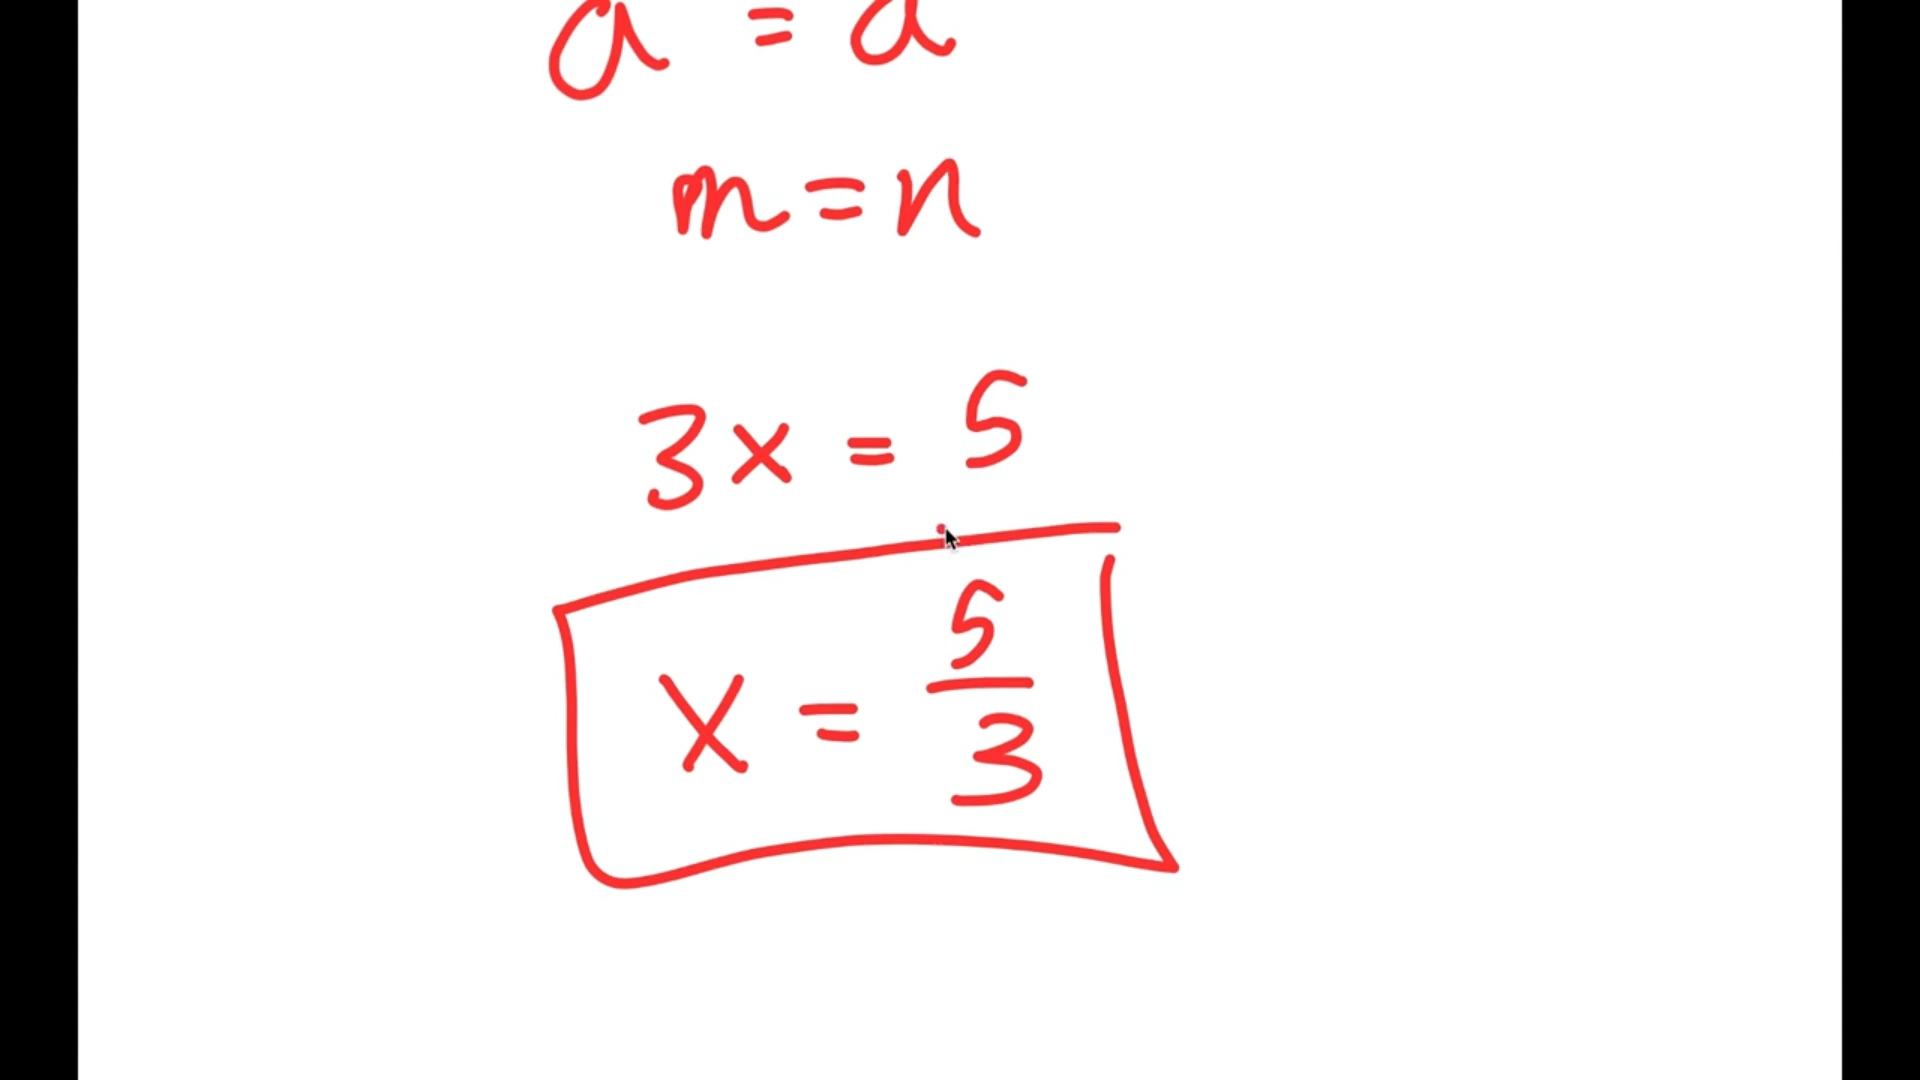 a = a
m = n
3x = 5
x = 5/3